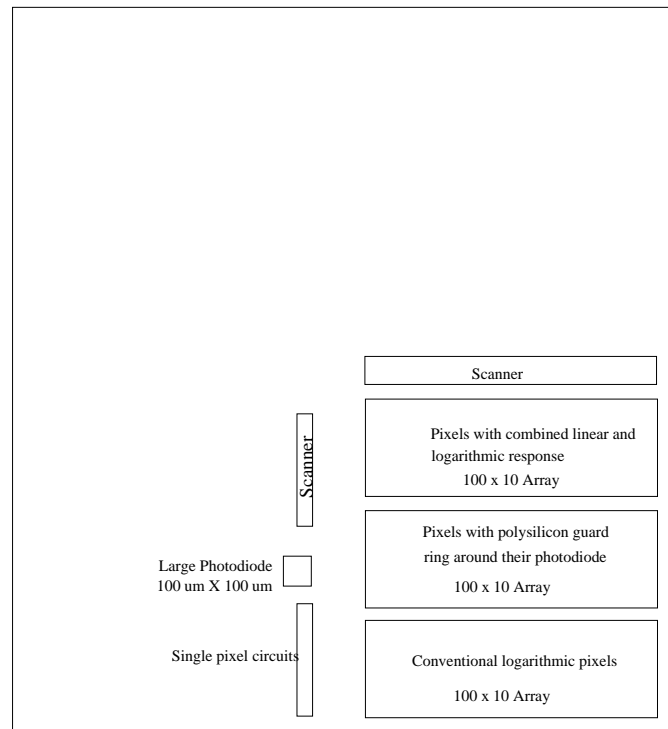 Scanner
Pixels with combined linear and
logarithmic response
100 x 10 Array
Scanner
Pixels with polysilicon guard
ring around their photodiode
100 x 10 Array
Large Photodiode
100 um X 100 um
Single pixel circuits
Conventional logarithmic pixels
100 x 10 Array